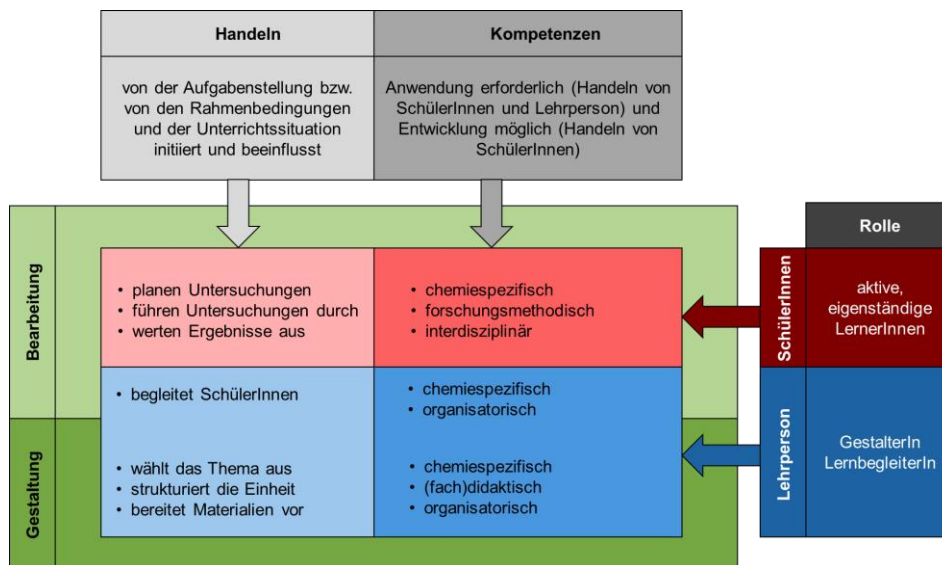 Handeln
Kompetenzen
von der Aufgabenstellung bzw.
von den Rahmenbedingungen
und der Unterrichtssituation
initiiert und beeinflusst
Anwendung erforderlich (Handeln von
SchülerInnen und Lehrperson) und
Entwicklung möglich (Handeln von
SchülerInnen)
Rolle
Bearbeitung
• planen Untersuchungen
• führen Untersuchungen durch
• werten Ergebnisse aus
• chemiespezifisch
• forschungsmethodisch
• interdisziplinär
SchülerInnen
aktive,
eigenständige
LernerInnen
• begleitet SchülerInnen
• chemiespezifisch
• organisatorisch
Gestaltung
• wählt das Thema aus
• strukturiert die Einheit
• bereitet Materialien vor
• chemiespezifisch
• (fach)didaktisch
• organisatorisch
Lehrperson
GestalterIn
LernbegleiterIn